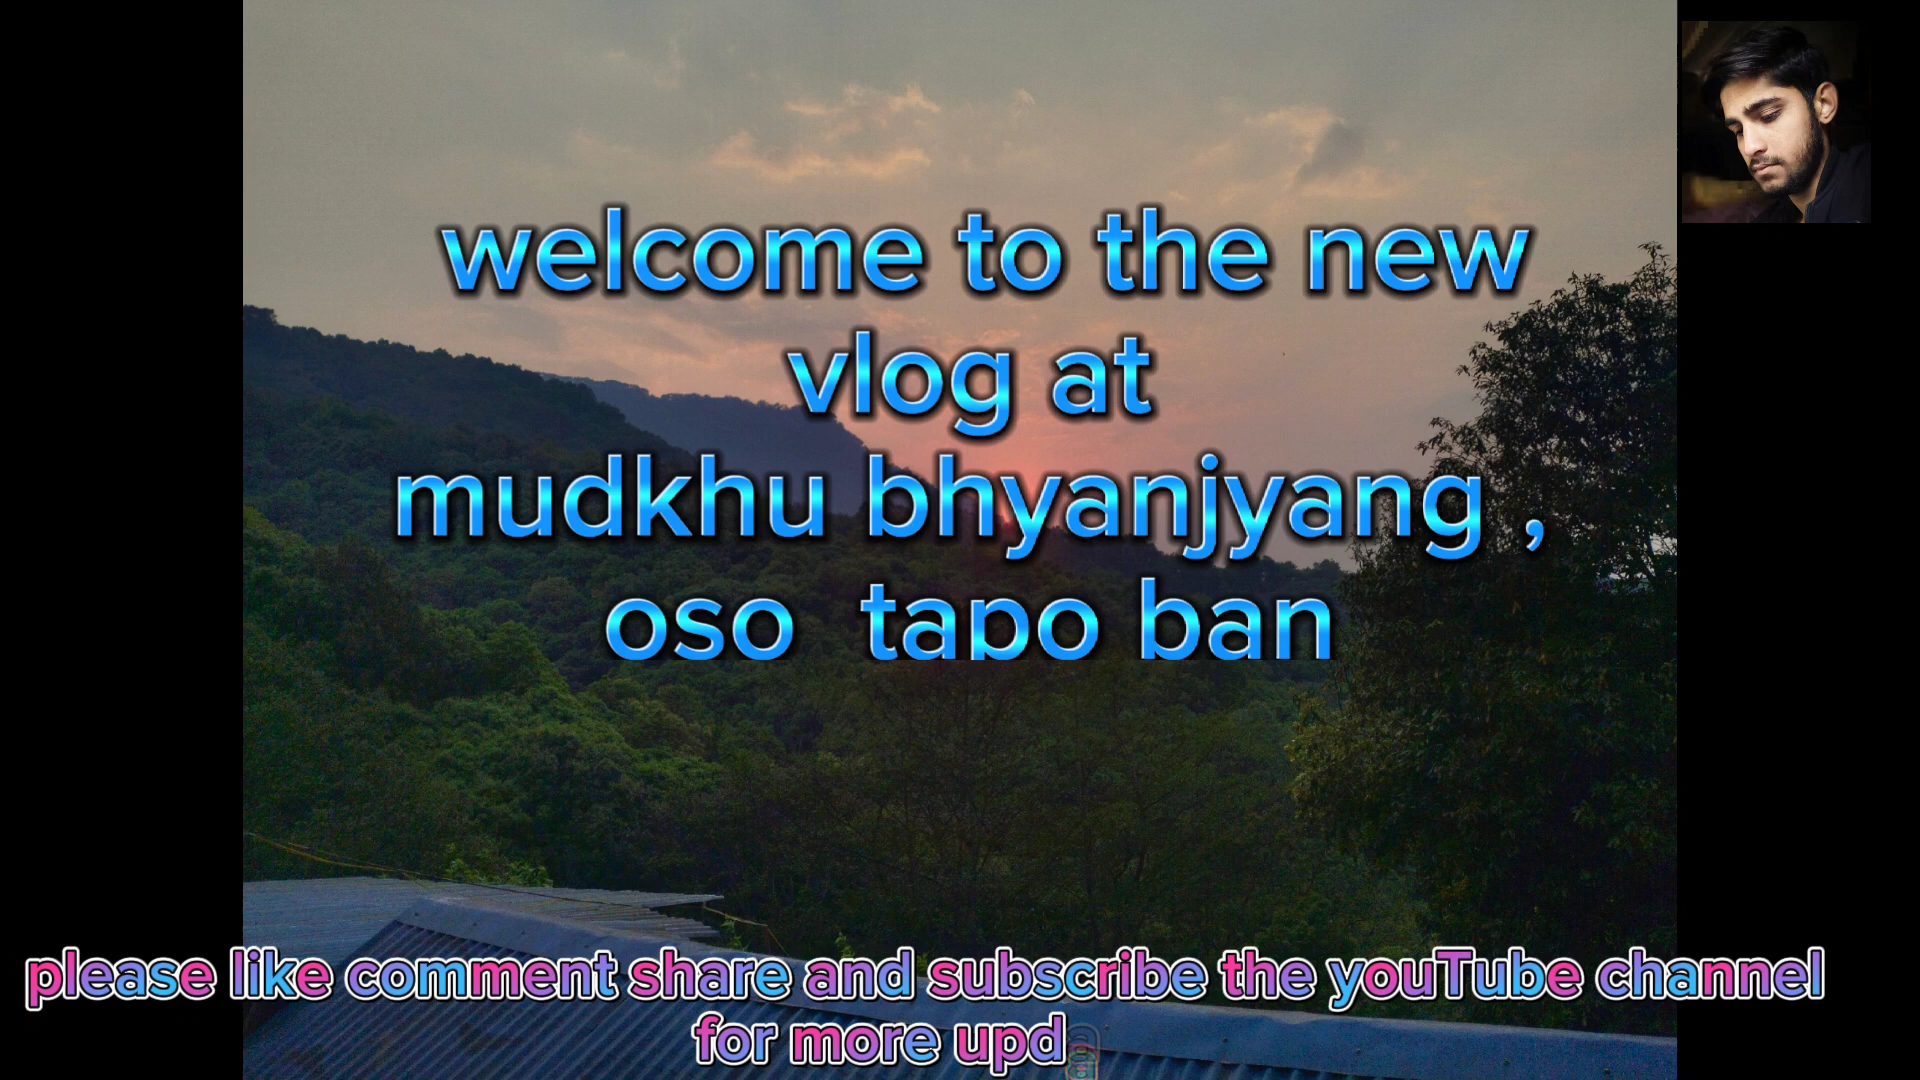 welcome to the new
vlog at
mudkhu bhyanjyang ,
oso tapo ban
please like comment share and subscribe the youTube channel
for more upd